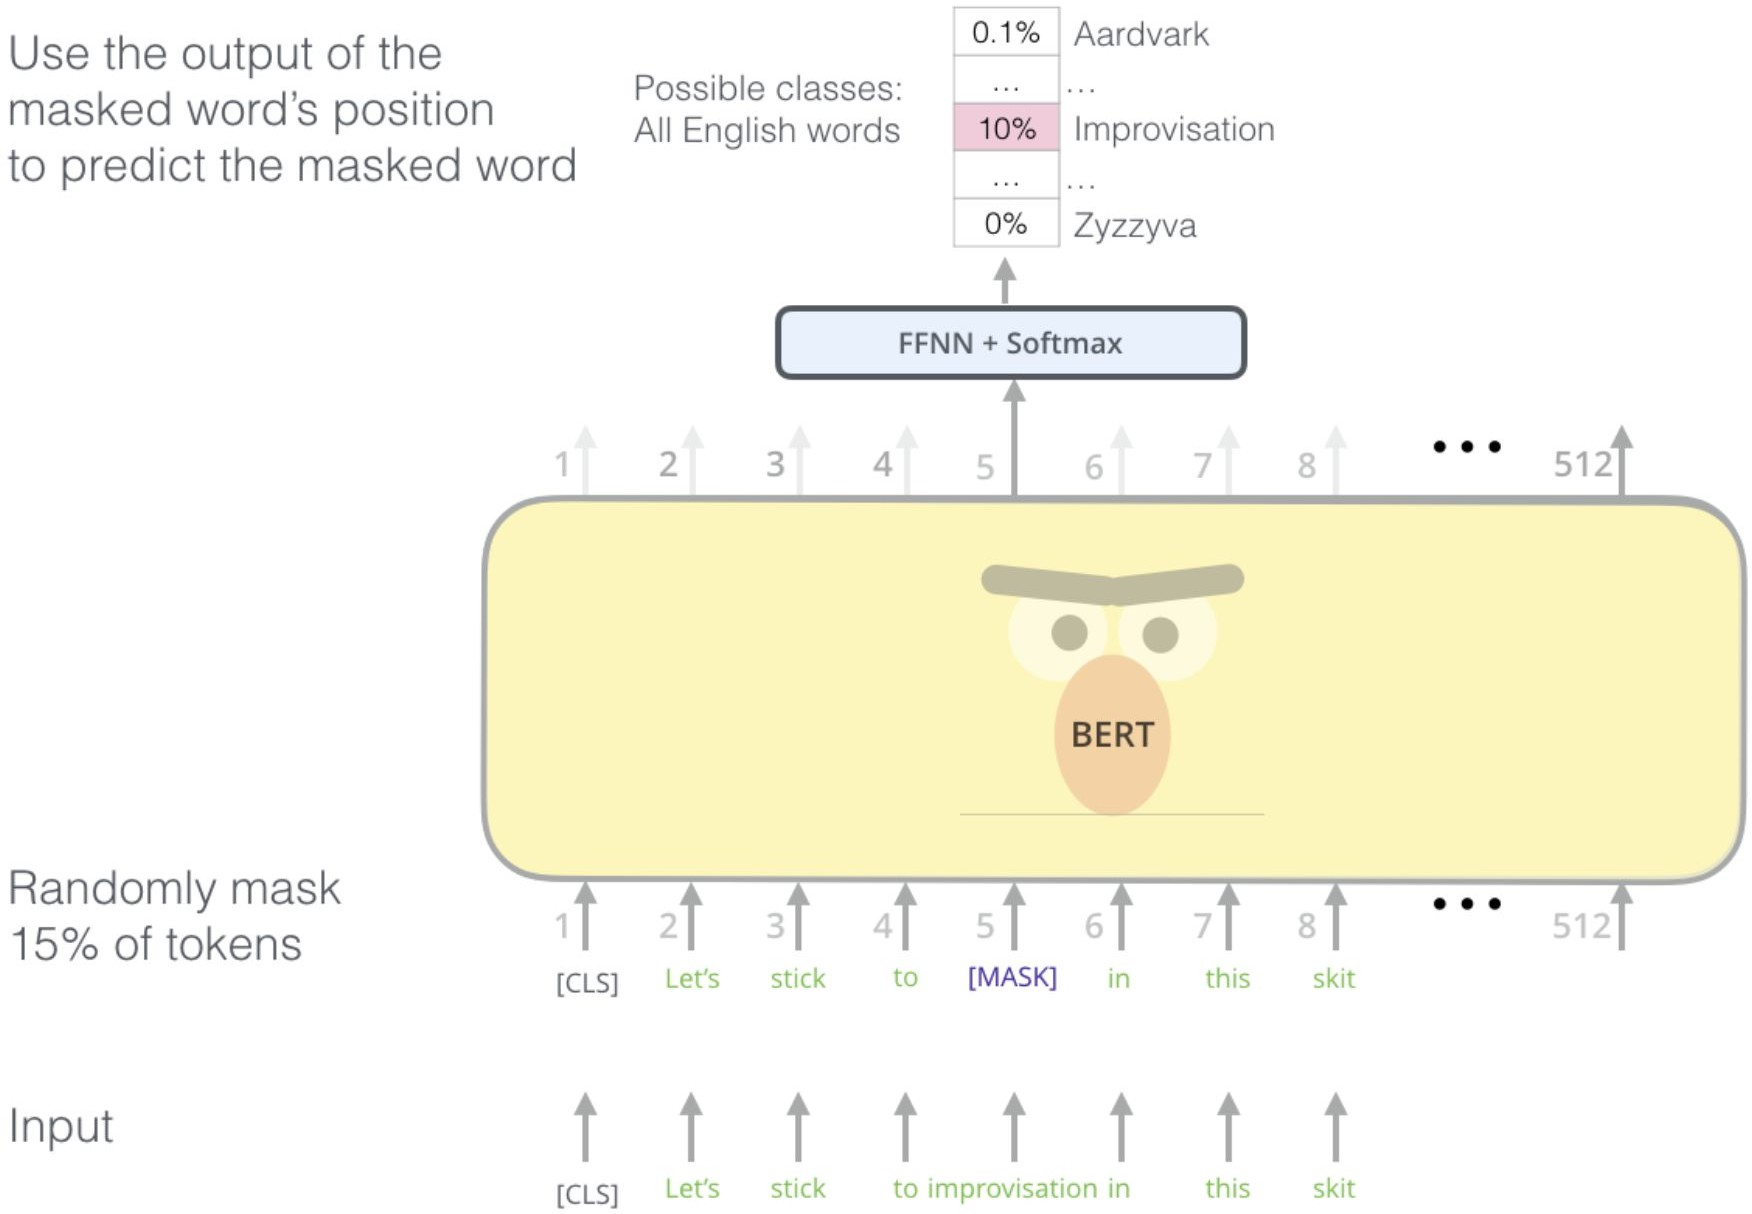 Use the output of the
masked word's position
to predict the masked word
Possible classes:
All English words
0.1% Aardvark
... ...
10% Improvisation
... ...
0% Zyzzyva
FFNN + Softmax
1 2 3 4 5 6 7 8 ... 512
BERT
Randomly mask
15% of tokens
1 2 3 4 5 6 7 8 ... 512
[CLS] Let's stick to [MASK] in this skit
Input
[CLS] Let's stick to improvisation in this skit